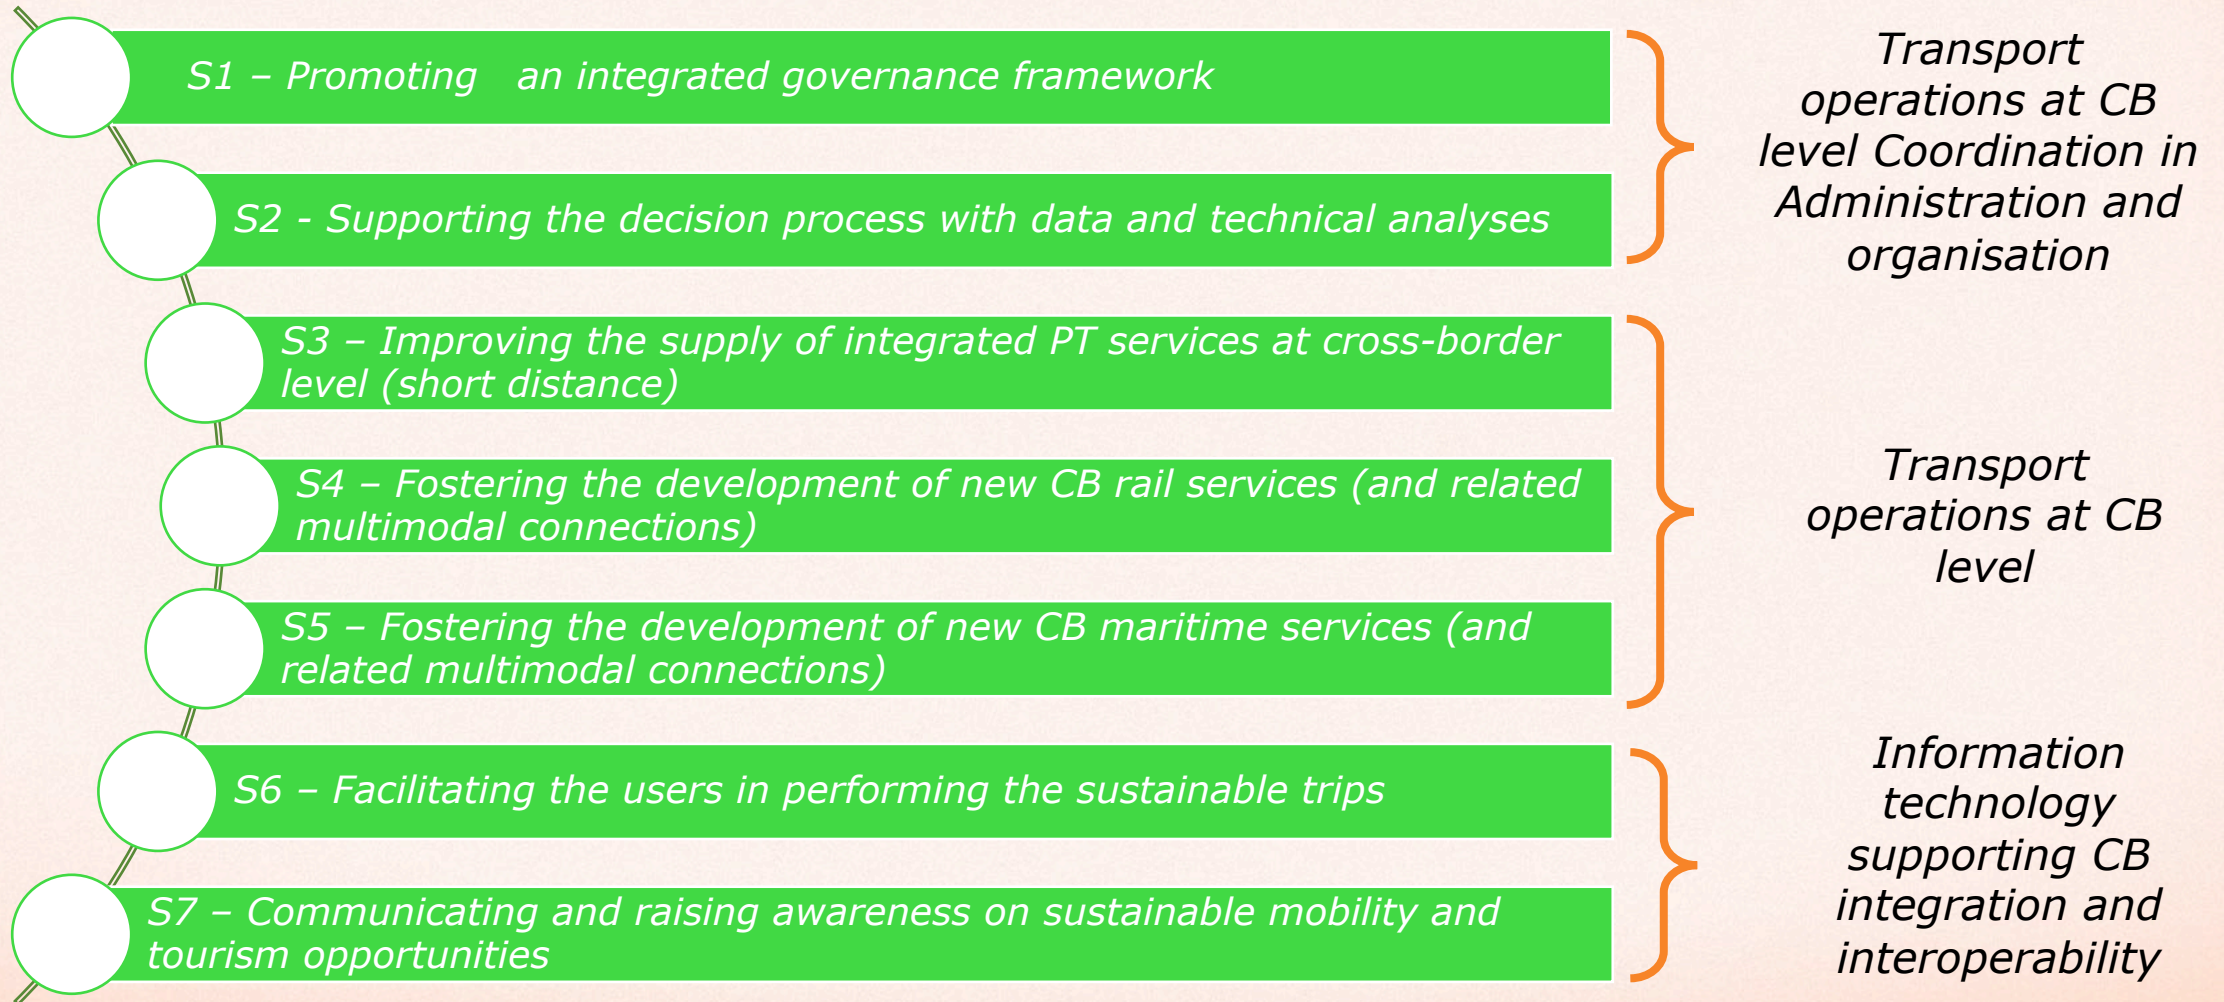 S1 – Promoting   an integrated governance framework
S2 - Supporting the decision process with data and technical analyses
Transport
operations at CB
level Coordination in
Administration and
organisation
S3 – Improving the supply of integrated PT services at cross-border
level (short distance)
S4 – Fostering the development of new CB rail services (and related
multimodal connections)
S5 – Fostering the development of new CB maritime services (and
related multimodal connections)
Transport
operations at CB
level
S6 – Facilitating the users in performing the sustainable trips
S7 – Communicating and raising awareness on sustainable mobility and
tourism opportunities
Information
technology
supporting CB
integration and
interoperability